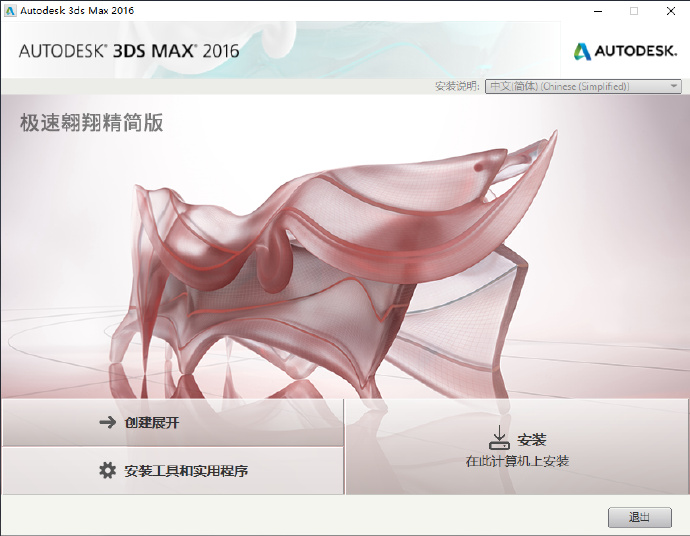 Autodesk 3ds Max 2016
AUTODESK® 3DS MAX® 2016
AUTODESK.
安装说明:
中文(简体) (Chinese (Simplified))
极速翱翔精简版
创建展开
安装
在此计算机上安装
安装工具和实用程序
退出